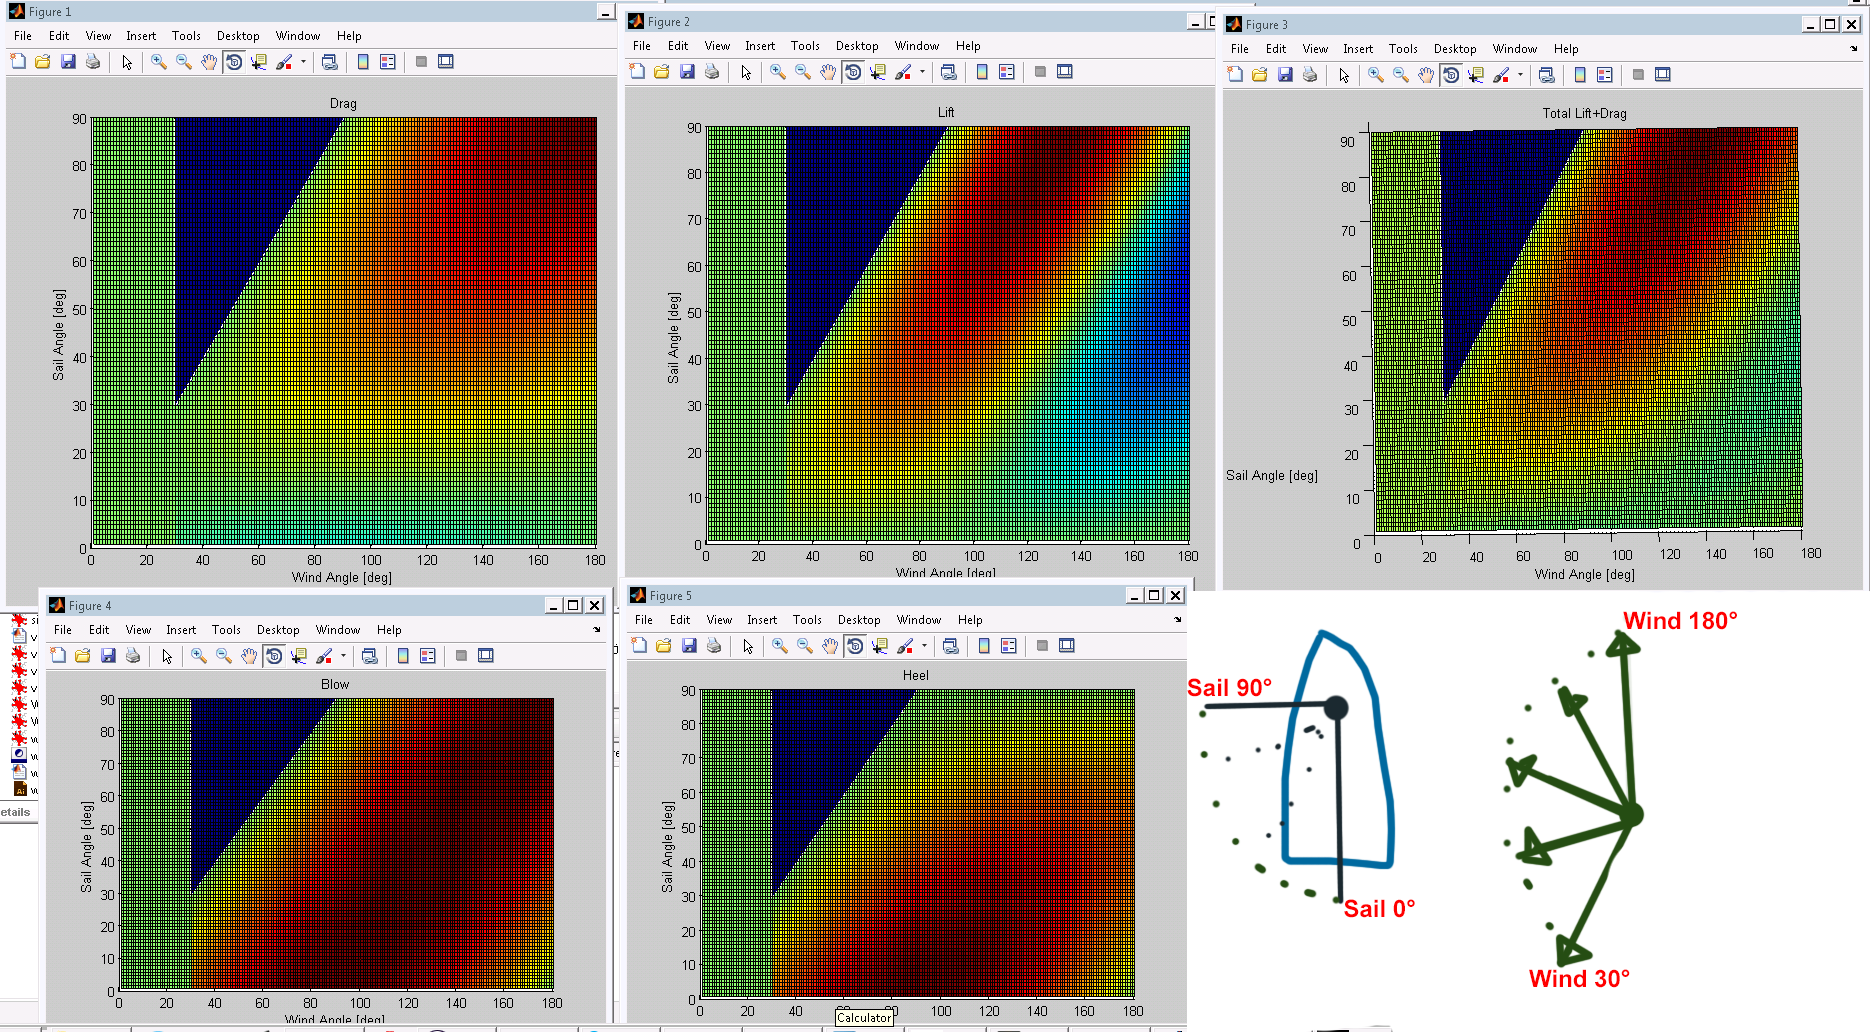 Figure 1
File Edit View Insert Tools Desktop Window Help
Drag
90
80
70
60
50
40
30
20
10
0
Sail Angle [deg]
0 20 40 60 80 100 120 140 160 180
Wind Angle [deg]
Figure 2
File Edit View Insert Tools Desktop Window Help
Lift
90
80
70
60
50
40
30
20
10
0
Sail Angle [deg]
0 20 40 60 80 100 120 140 160 180
Wind Angle [deg]
Figure 3
File Edit View Insert Tools Desktop Window Help
Total Lift+Drag
90
80
70
60
50
40
30
20
10
0
Sail Angle [deg]
0 20 40 60 80 100 120 140 160 180
Wind Angle [deg]
etails
Figure 4
File Edit View Insert Tools Desktop Window Help
Blow
90
80
70
60
50
40
30
20
10
0
Sail Angle [deg]
0 20 40 60 80 100 120 140 160 180
Wind Angle [deg]
Figure 5
File Edit View Insert Tools Desktop Window Help
Heel
90
80
70
60
50
40
30
20
10
0
Sail Angle [deg]
0 20 40 60 80 100 120 140 160 180
Calculator
Wind 180°
Sail 90°
Sail 0°
Wind 30°